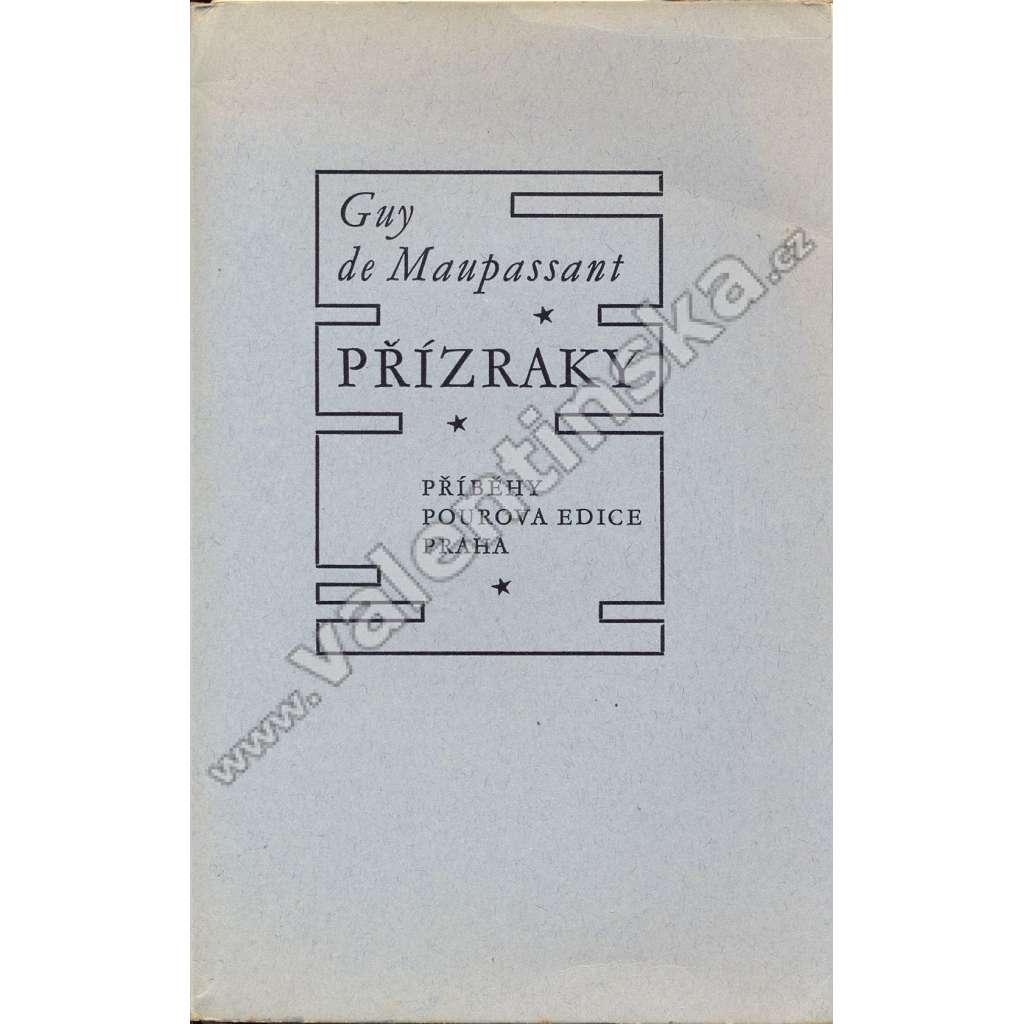 Guy
de Maupassant
PŘÍZRAKY
PŘÍBĚHY
POUROVA EDICE
PRAHA
www.valentinska.cz